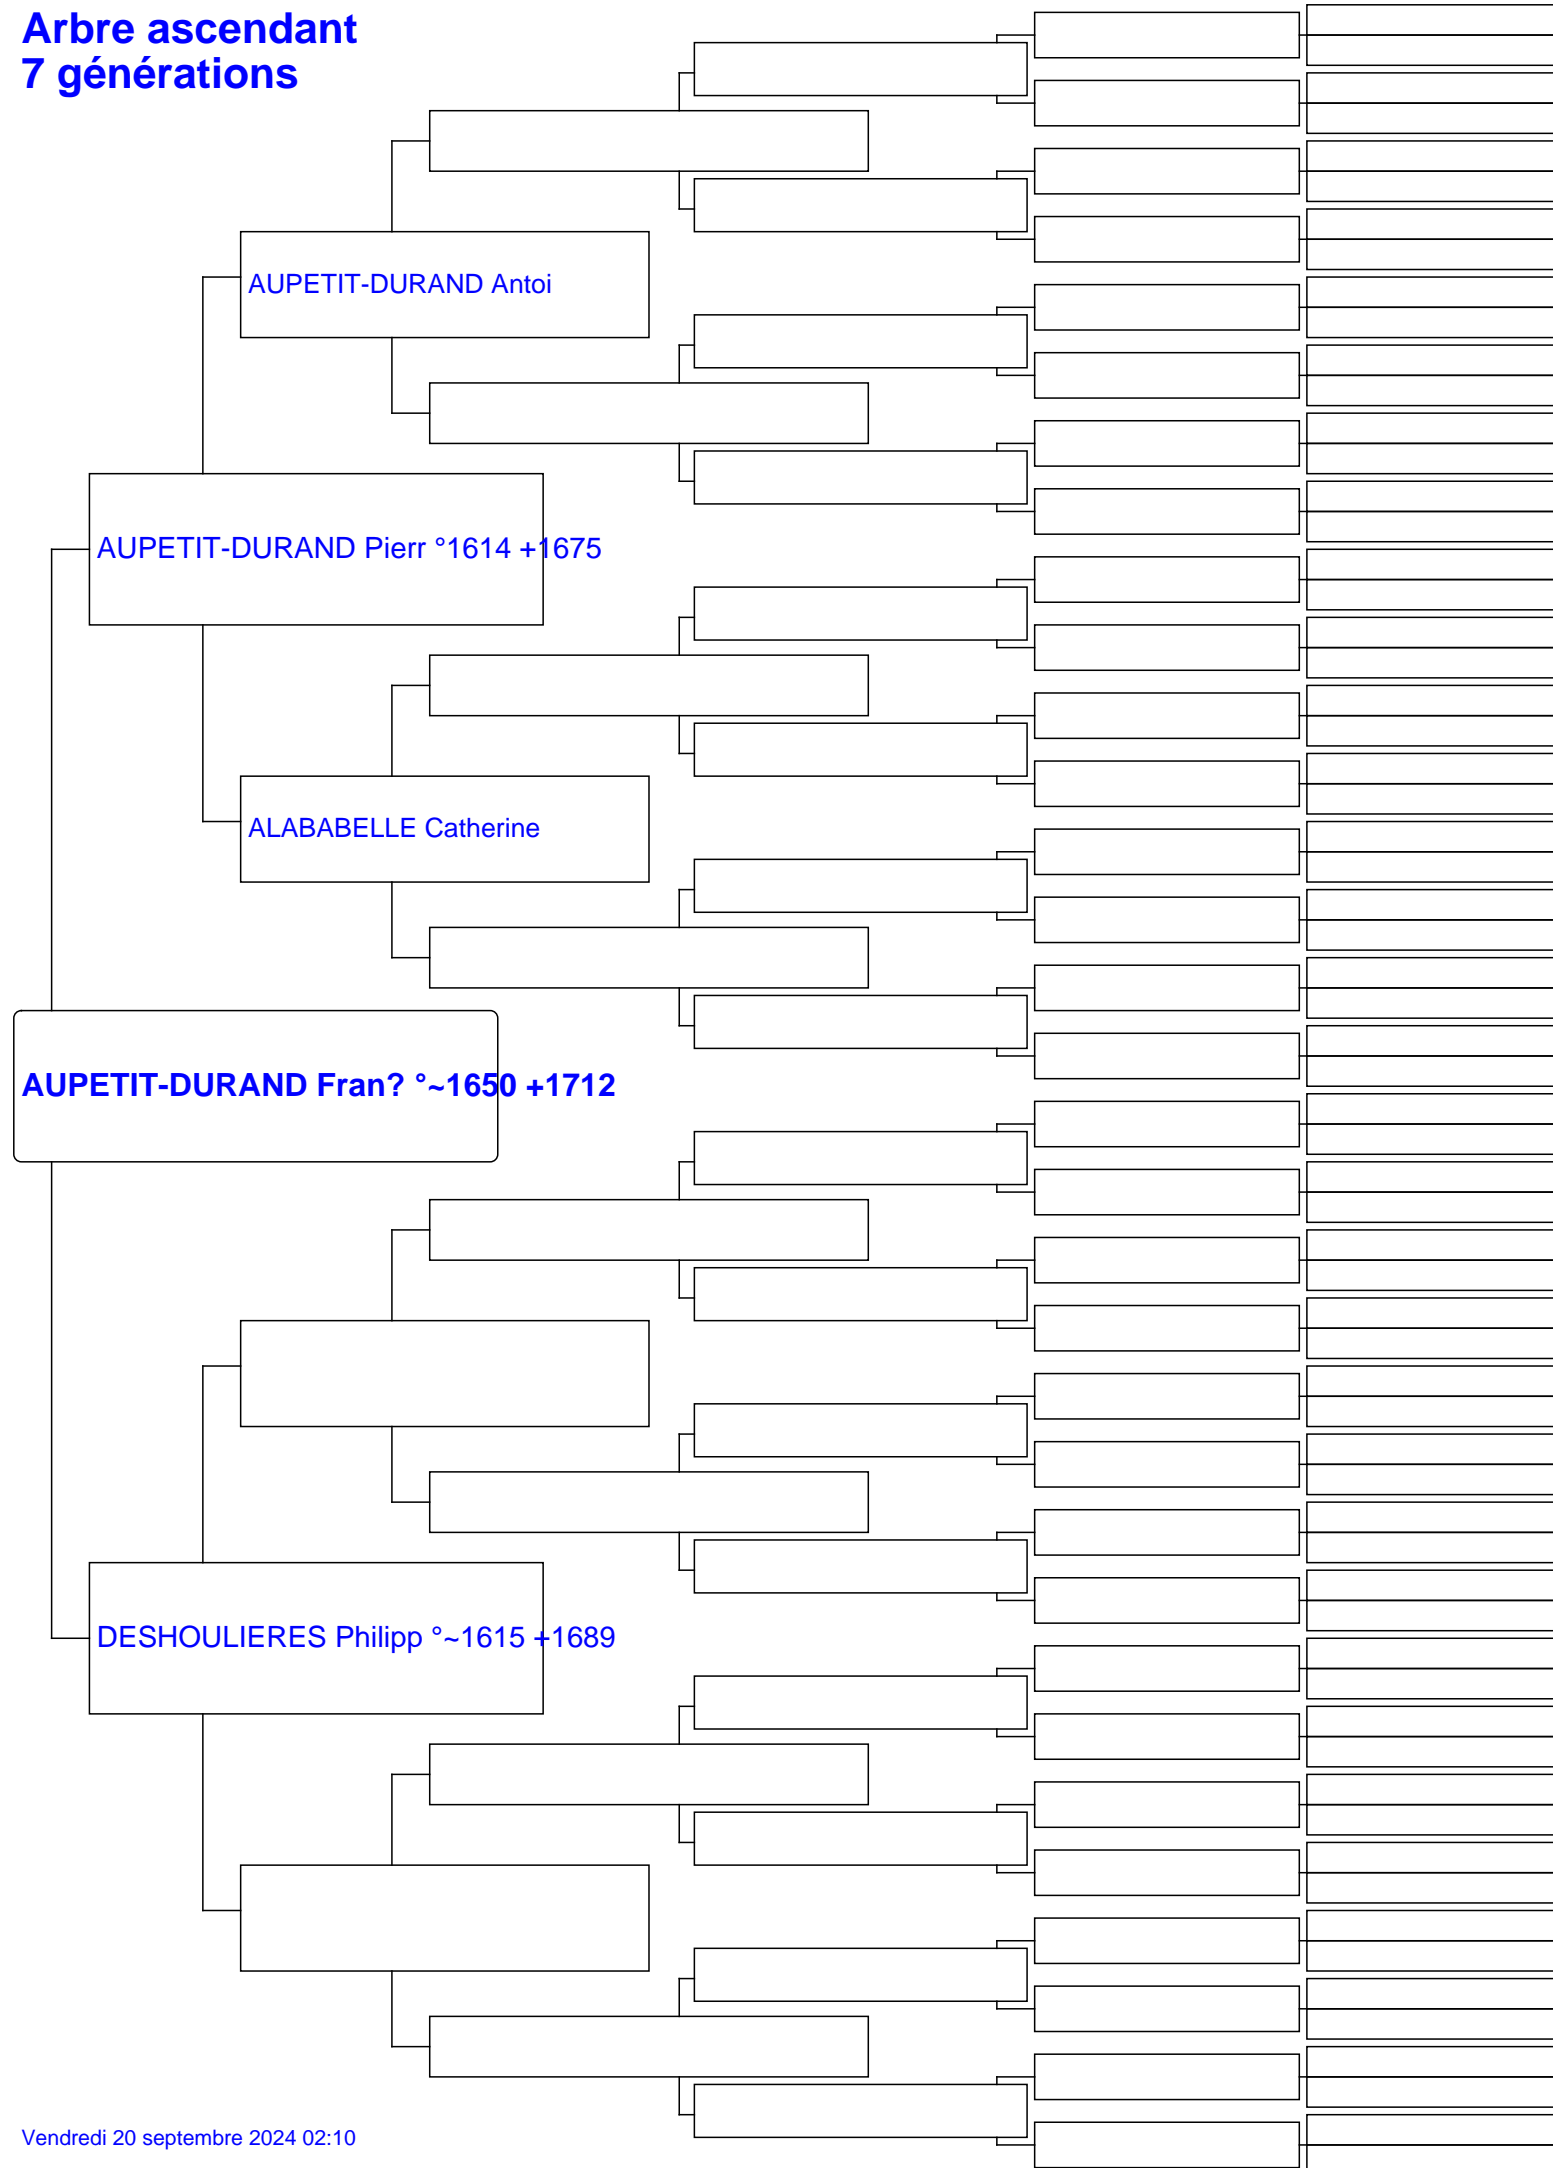 Arbre ascendant
7 générations
AUPETIT-DURAND Antoi
AUPETIT-DURAND Pierr °1614 +1675
ALABABELLE Catherine
AUPETIT-DURAND Fran? °~1650 +1712
DESHOULIERES Philipp °~1615 +1689
Vendredi 20 septembre 2024 02:10